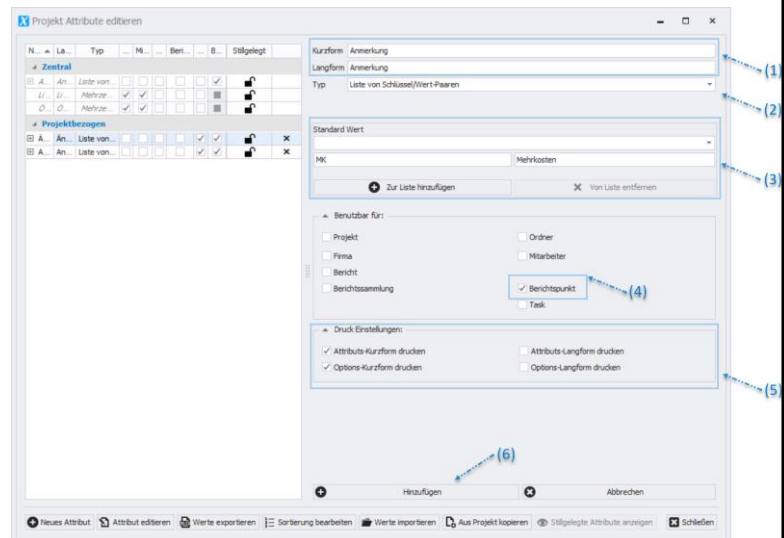 Projekt Attribute editieren
N... La... Typ ... Mi... Beri... ... B... Stillgelegt
Zentral
A... An... Liste von...
Li... Li... Mehrze...
O... O... Mehrze...
Projektbezogen
Ä... Än... Liste von...
A... An... Liste von...
Kurzform Anmerkung
Langform Anmerkung
(1)
Typ Liste von Schlüssel/Wert-Paaren
(2)
Standard Wert
MK Mehrkosten
(3)
Zur Liste hinzufügen Von Liste entfernen
Benutzbar für:
Projekt Ordner
Firma Mitarbeiter
Bericht
Berichtssammlung Berichtspunkt
(4)
Task
Druck Einstellungen:
Attributs-Kurzform drucken Attributs-Langform drucken
Options-Kurzform drucken Options-Langform drucken
(5)
(6)
Hinzufügen Abbrechen
Neues Attribut Attribut editieren Werte exportieren Sortierung bearbeiten Werte importieren Aus Projekt kopieren Stillgelegte Attribute anzeigen Schließen